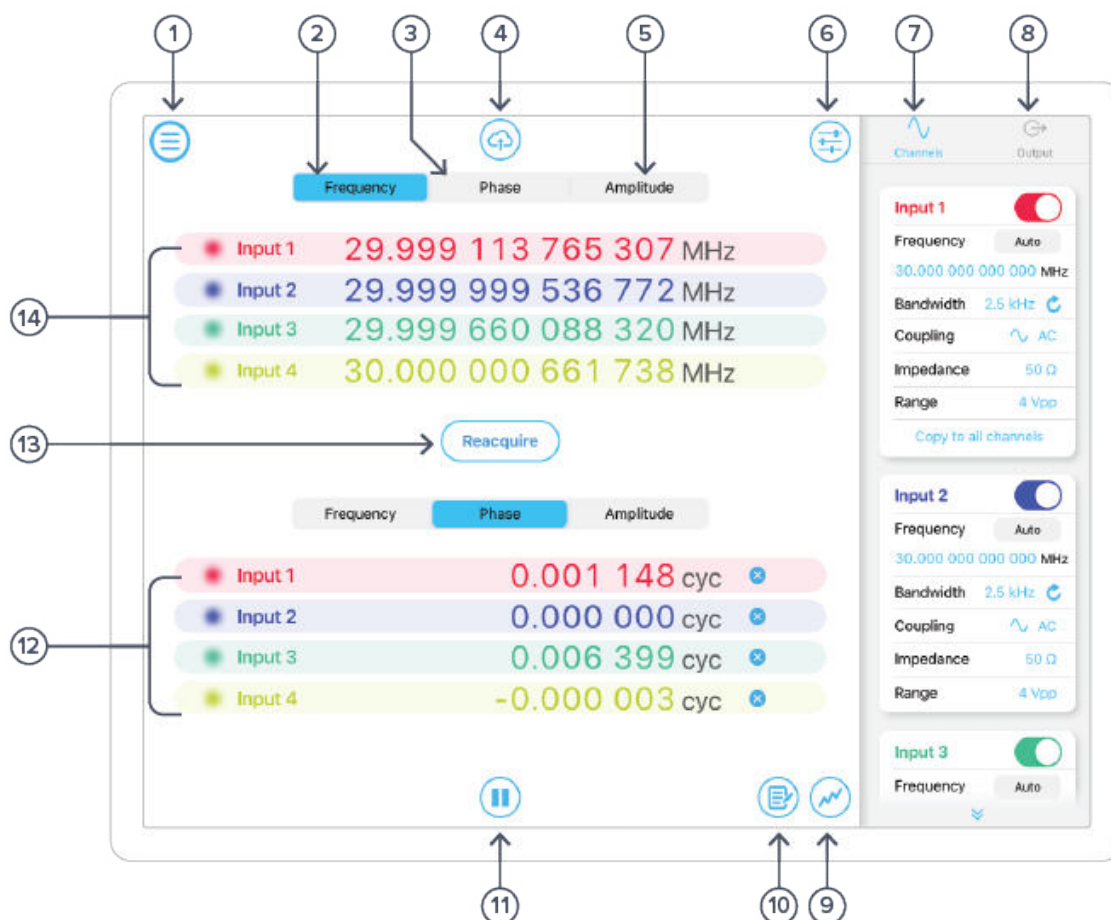 1 2 3 4 5 6 7 8
Channels Output
Frequency Phase Amplitude
14
Input 1 29.999 113 765 307 MHz
Input 2 29.999 999 536 772 MHz
Input 3 29.999 660 088 320 MHz
Input 4 30.000 000 661 738 MHz
13
Reacquire
Frequency Phase Amplitude
12
Input 1 0.001 148 cyc
Input 2 0.000 000 cyc
Input 3 0.006 399 cyc
Input 4 -0.000 003 cyc
Input 1
Frequency Auto
30.000 000 000 000 MHz
Bandwidth 2.5 kHz
Coupling AC
Impedance 50 Ω
Range 4 Vpp
Copy to all channels
Input 2
Frequency Auto
30.000 000 000 000 MHz
Bandwidth 2.5 kHz
Coupling AC
Impedance 50 Ω
Range 4 Vpp
Input 3
Frequency Auto
11 10 9